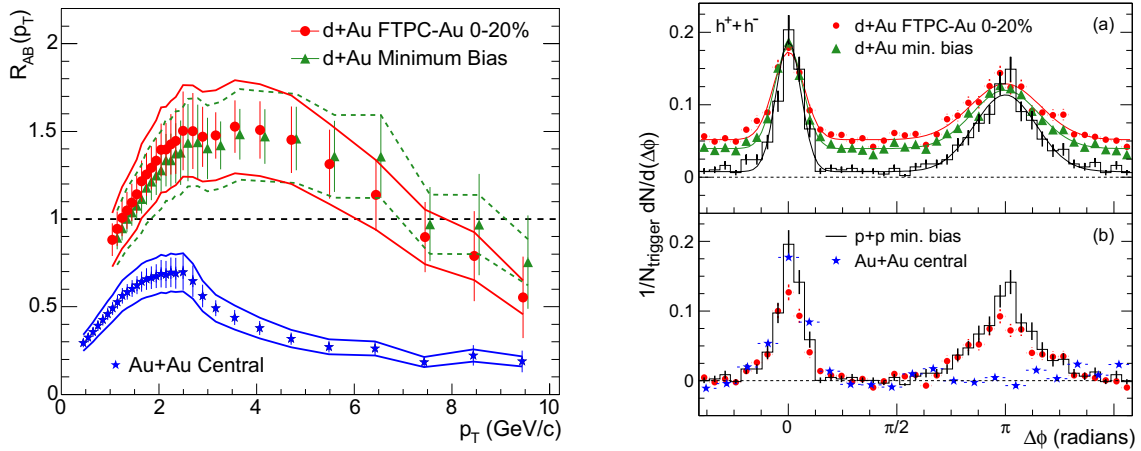 R_AB(p_T)
2
1.5
1
0.5
0
d+Au FTPC-Au 0-20%
d+Au Minimum Bias
Au+Au Central
0 2 4 6 8 10
p_T (GeV/c)
1/N_trigger dN/d(Δϕ)
h⁺+h⁻
d+Au FTPC-Au 0-20%
d+Au min. bias
(a)
0.2
0.1
0
p+p min. bias
Au+Au central
(b)
0.2
0.1
0
0 π/2 π
Δϕ (radians)